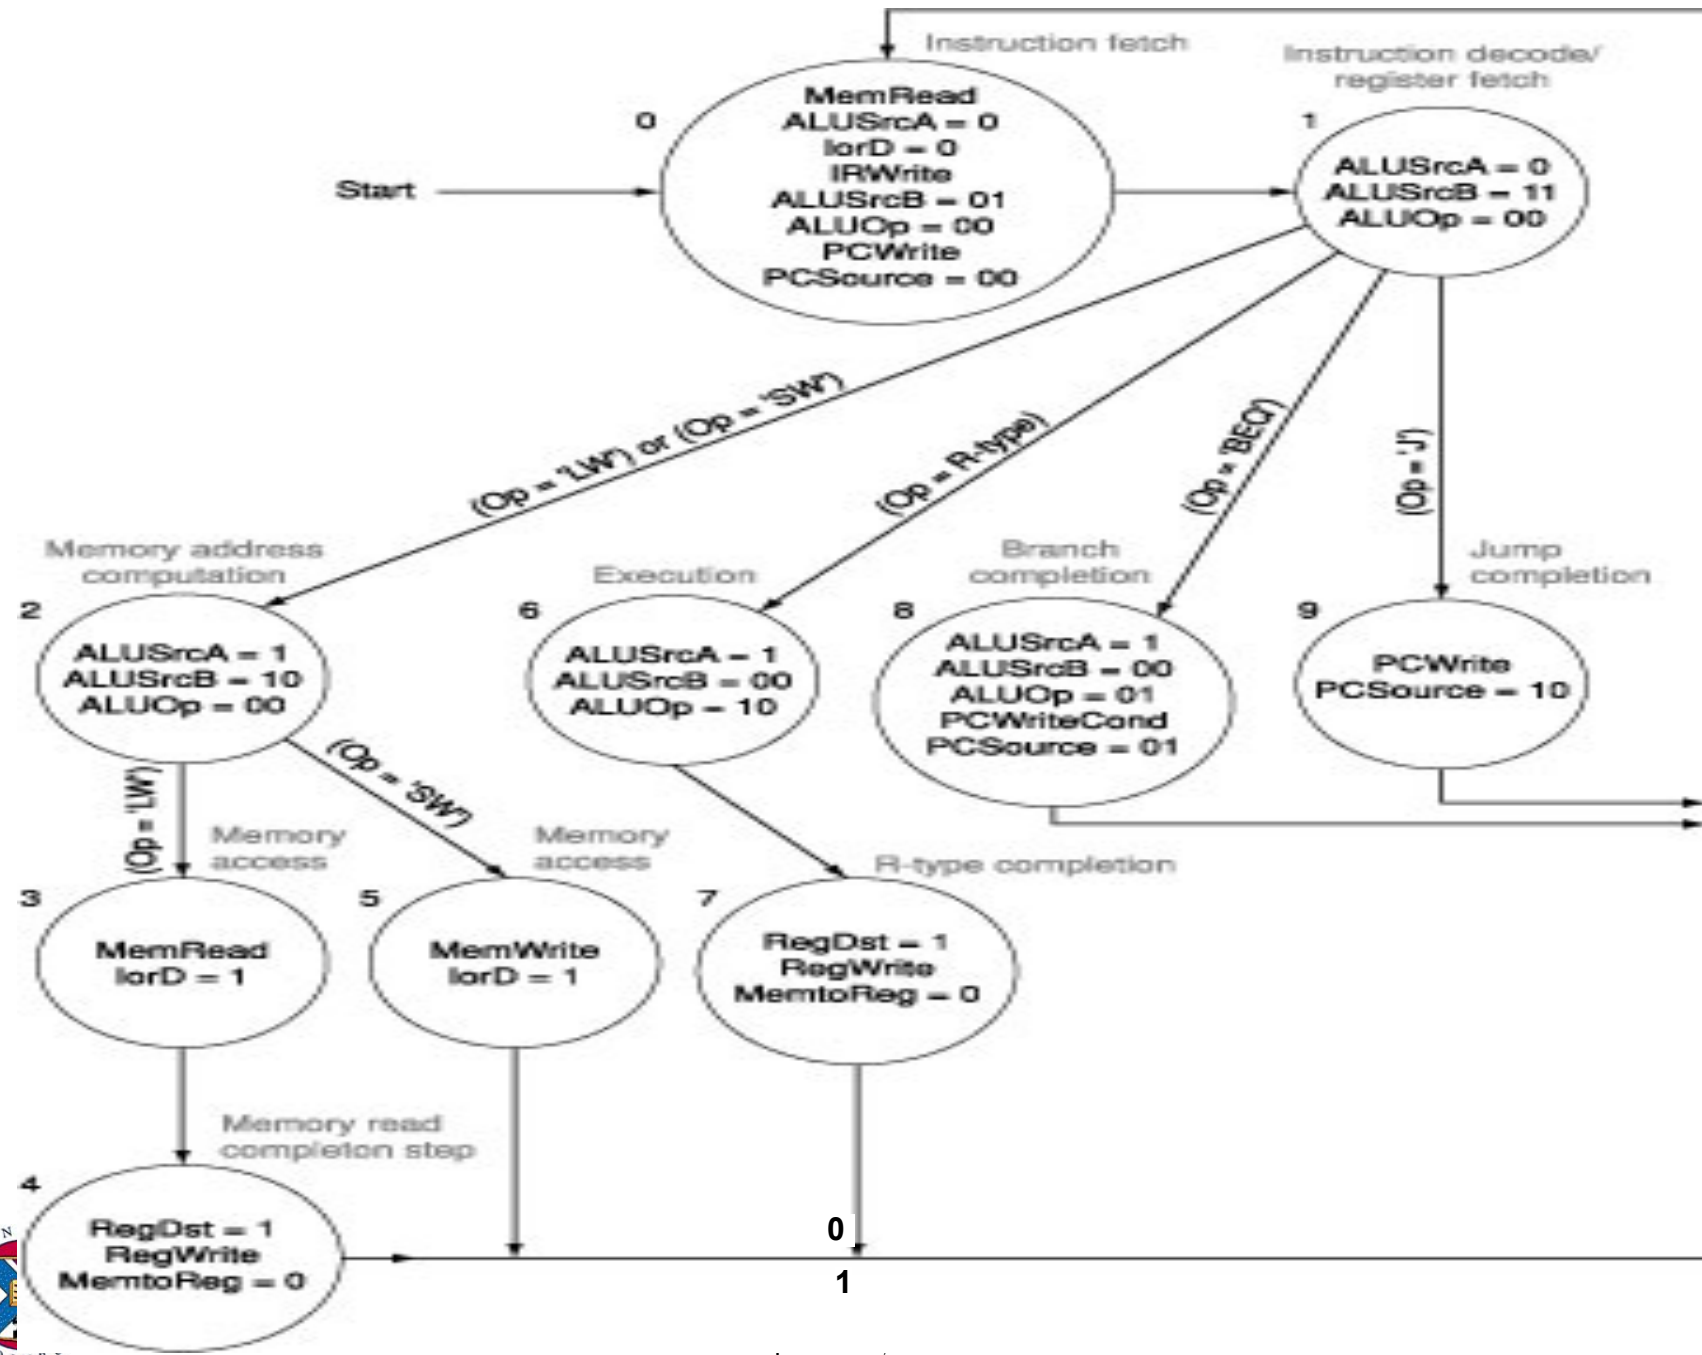 Instruction fetch
Instruction decode/
register fetch
0
MemRead
ALUSrcA = 0
IorD = 0
IRWrite
ALUSrcB = 01
ALUOp = 00
PCWrite
PCSource = 00
1
ALUSrcA = 0
ALUSrcB = 11
ALUOp = 00
Start
(Op = 'LW') or (Op = 'SW')
(Op = R-type)
(Op = 'BEQ')
(Op = 'J')
Memory address
computation
2
ALUSrcA = 1
ALUSrcB = 10
ALUOp = 00
Execution
6
ALUSrcA = 1
ALUSrcB = 00
ALUOp = 10
Branch
completion
8
ALUSrcA = 1
ALUSrcB = 00
ALUOp = 01
PCWriteCond
PCSource = 01
Jump
completion
9
PCWrite
PCSource = 10
(Op = 'LW')
(Op = 'SW')
Memory
access
3
MemRead
IorD = 1
Memory
access
5
MemWrite
IorD = 1
R-type completion
7
RegDst = 1
RegWrite
MemtoReg = 0
Memory read
completon step
4
RegDst = 1
RegWrite
MemtoReg = 0
0
1
N